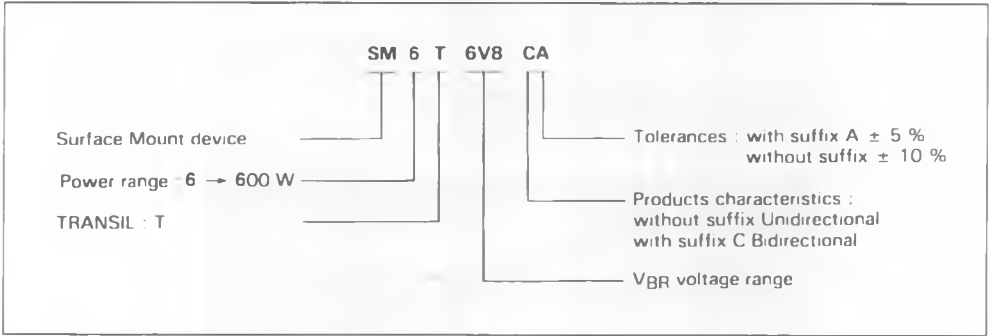 SM 6 T 6V8 CA
Surface Mount device
Power range 6 → 600 W
TRANSIL : T
Tolerances : with suffix A ± 5 %
without suffix ± 10 %
Products characteristics :
without suffix Unidirectional
with suffix C Bidirectional
VBR voltage range